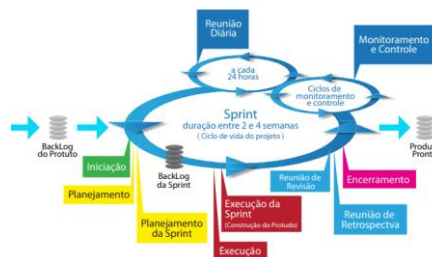 Reunião
Diária
Monitoramento
e Controle
a cada
24 horas
Ciclos de
monitoramento
e controle
Sprint
duração entre 2 e 4 semanas
( Ciclo de vida do projeto )
BackLog
do Protuto
BackLog
da Sprint
Produ
Pront
Iniciação
Planejamento
Planejamento
da Sprint
Execução da
Sprint
(Construção do Protudo)
Execução
Reunião de
Revisão
Encerramento
Reunião de
Retrospectva